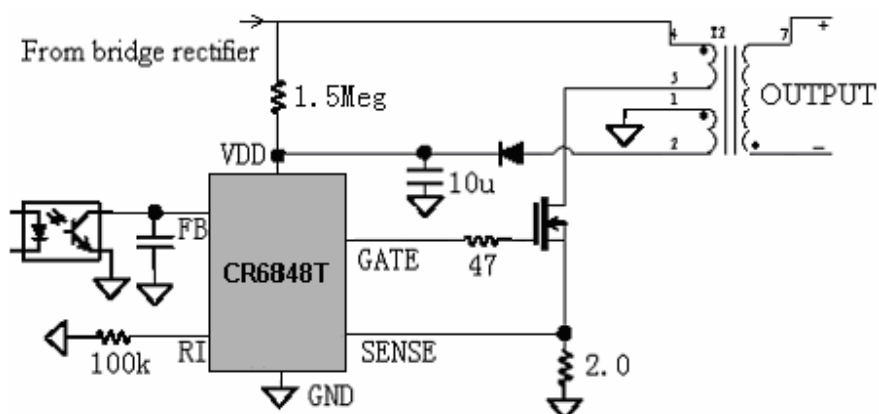 4
T2
7
+
From bridge rectifier
1.5Meg
3
1
OUTPUT
VDD
2
−
10u
FB
GATE
47
CR6848T
RI
SENSE
100k
2.0
GND